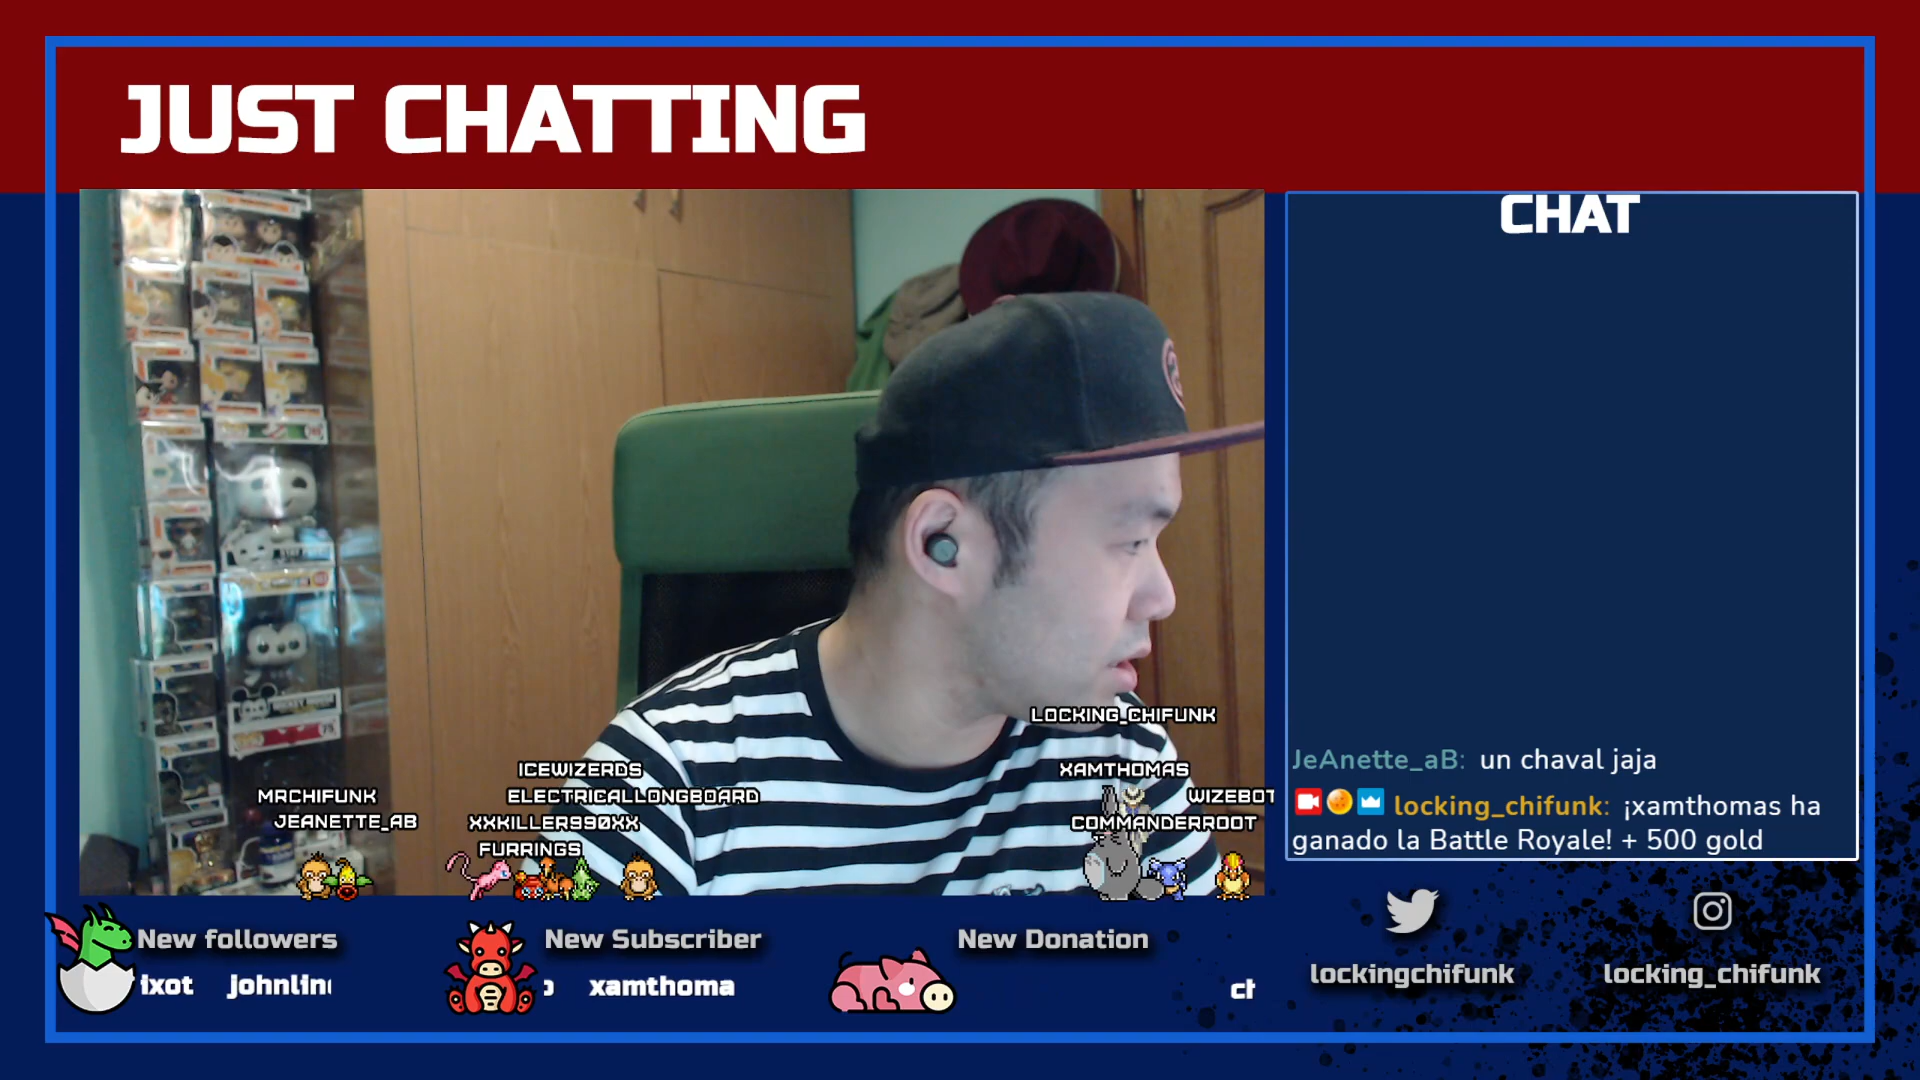 JUST CHATTING
CHAT
LOCKING_CHIFUNK
ICEWIZERDS
XAMTHOMAS
MRCHIFUNK
ELECTRICALLONGBOARD
WIZEBOT
JEANETTE_AB
XXKILLER990XX
COMMANDERROOT
FURRINGS
JeAnette_aB: un chaval jaja
locking_chifunk: ¡xamthomas ha
ganado la Battle Royale! + 500 gold
New followers
ixot johnlin
New Subscriber
xamthoma
New Donation
lockingchifunk
locking_chifunk